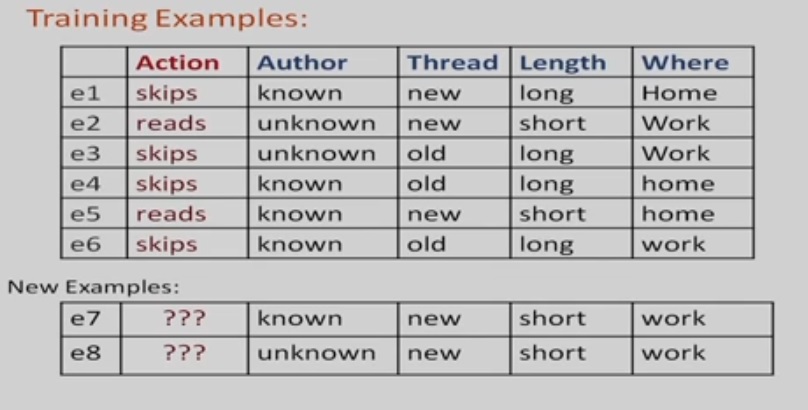 Training Examples:
Action Author Thread Length Where
e1 skips known new long Home
e2 reads unknown new short Work
e3 skips unknown old long Work
e4 skips known old long home
e5 reads known new short home
e6 skips known old long work
New Examples:
e7 ??? known new short work
e8 ??? unknown new short work